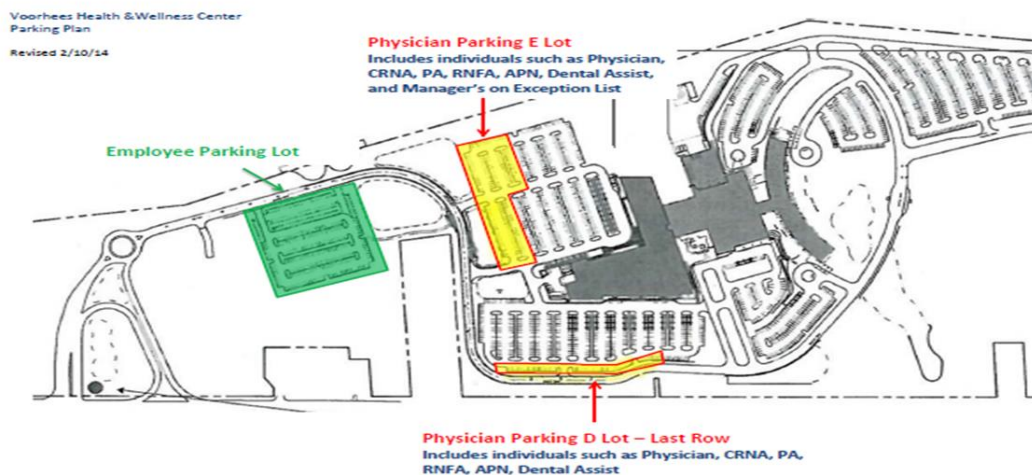 Voorhees Health & Wellness Center
Parking Plan
Revised 2/10/14
Physician Parking E Lot
Includes individuals such as Physician,
CRNA, PA, RNFA, APN, Dental Assist,
and Manager's on Exception List
Employee Parking Lot
Physician Parking D Lot – Last Row
Includes individuals such as Physician, CRNA, PA,
RNFA, APN, Dental Assist